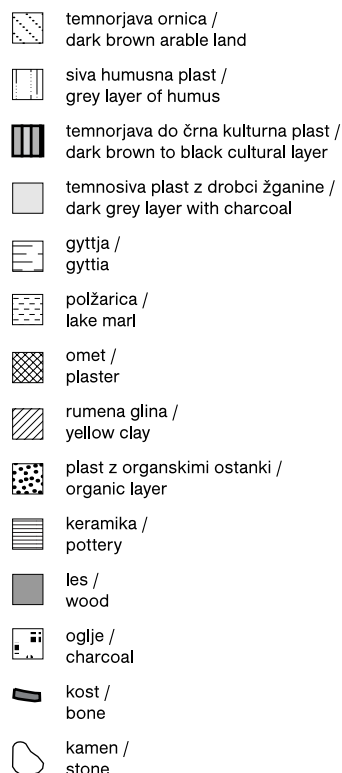 temnorjava ornica /
dark brown arable land
siva humusna plast /
grey layer of humus
temnorjava do črna kulturna plast /
dark brown to black cultural layer
temnosiva plast z drobci žganine /
dark grey layer with charcoal
gyttja /
gyttia
polžarica /
lake marl
omet /
plaster
rumena glina /
yellow clay
plast z organskimi ostanki /
organic layer
keramika /
pottery
les /
wood
oglje /
charcoal
kost /
bone
kamen /
stone